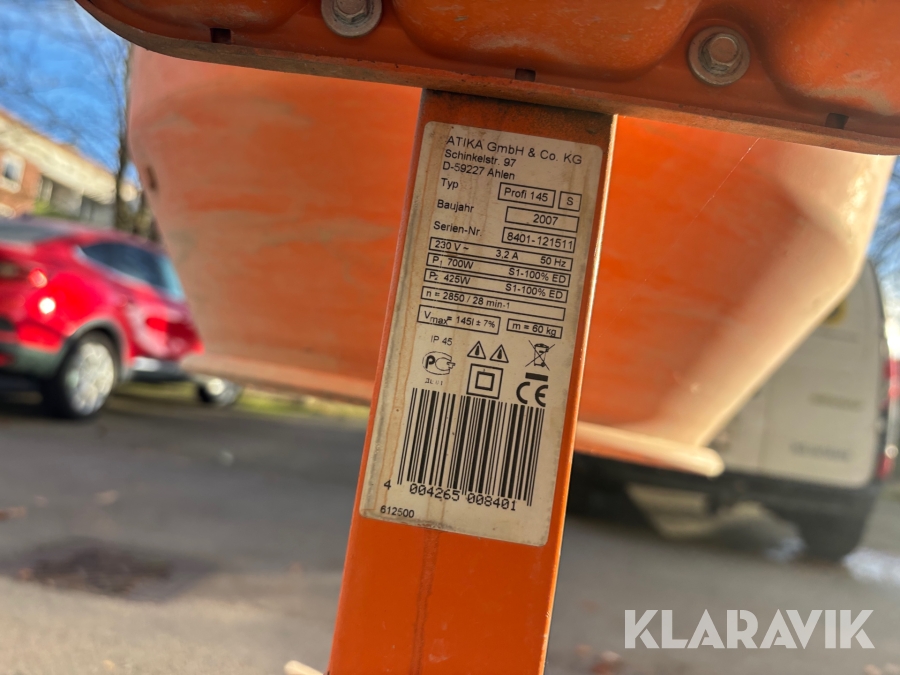 ATIKA GmbH & Co. KG
Schinkelstr. 97
D-59227 Ahlen
Typ Profi 145 S
Baujahr 2007
Serien-Nr. 8401-121511
230 V~ 3,2 A 50 Hz
P1 700W S1-100% ED
P2 425W S1-100% ED
n = 2850 / 28 min-1
Vmax= 145l ± 7% m = 60 kg
IP 45
CE
4 004265 008401
612500
KLARAVIK